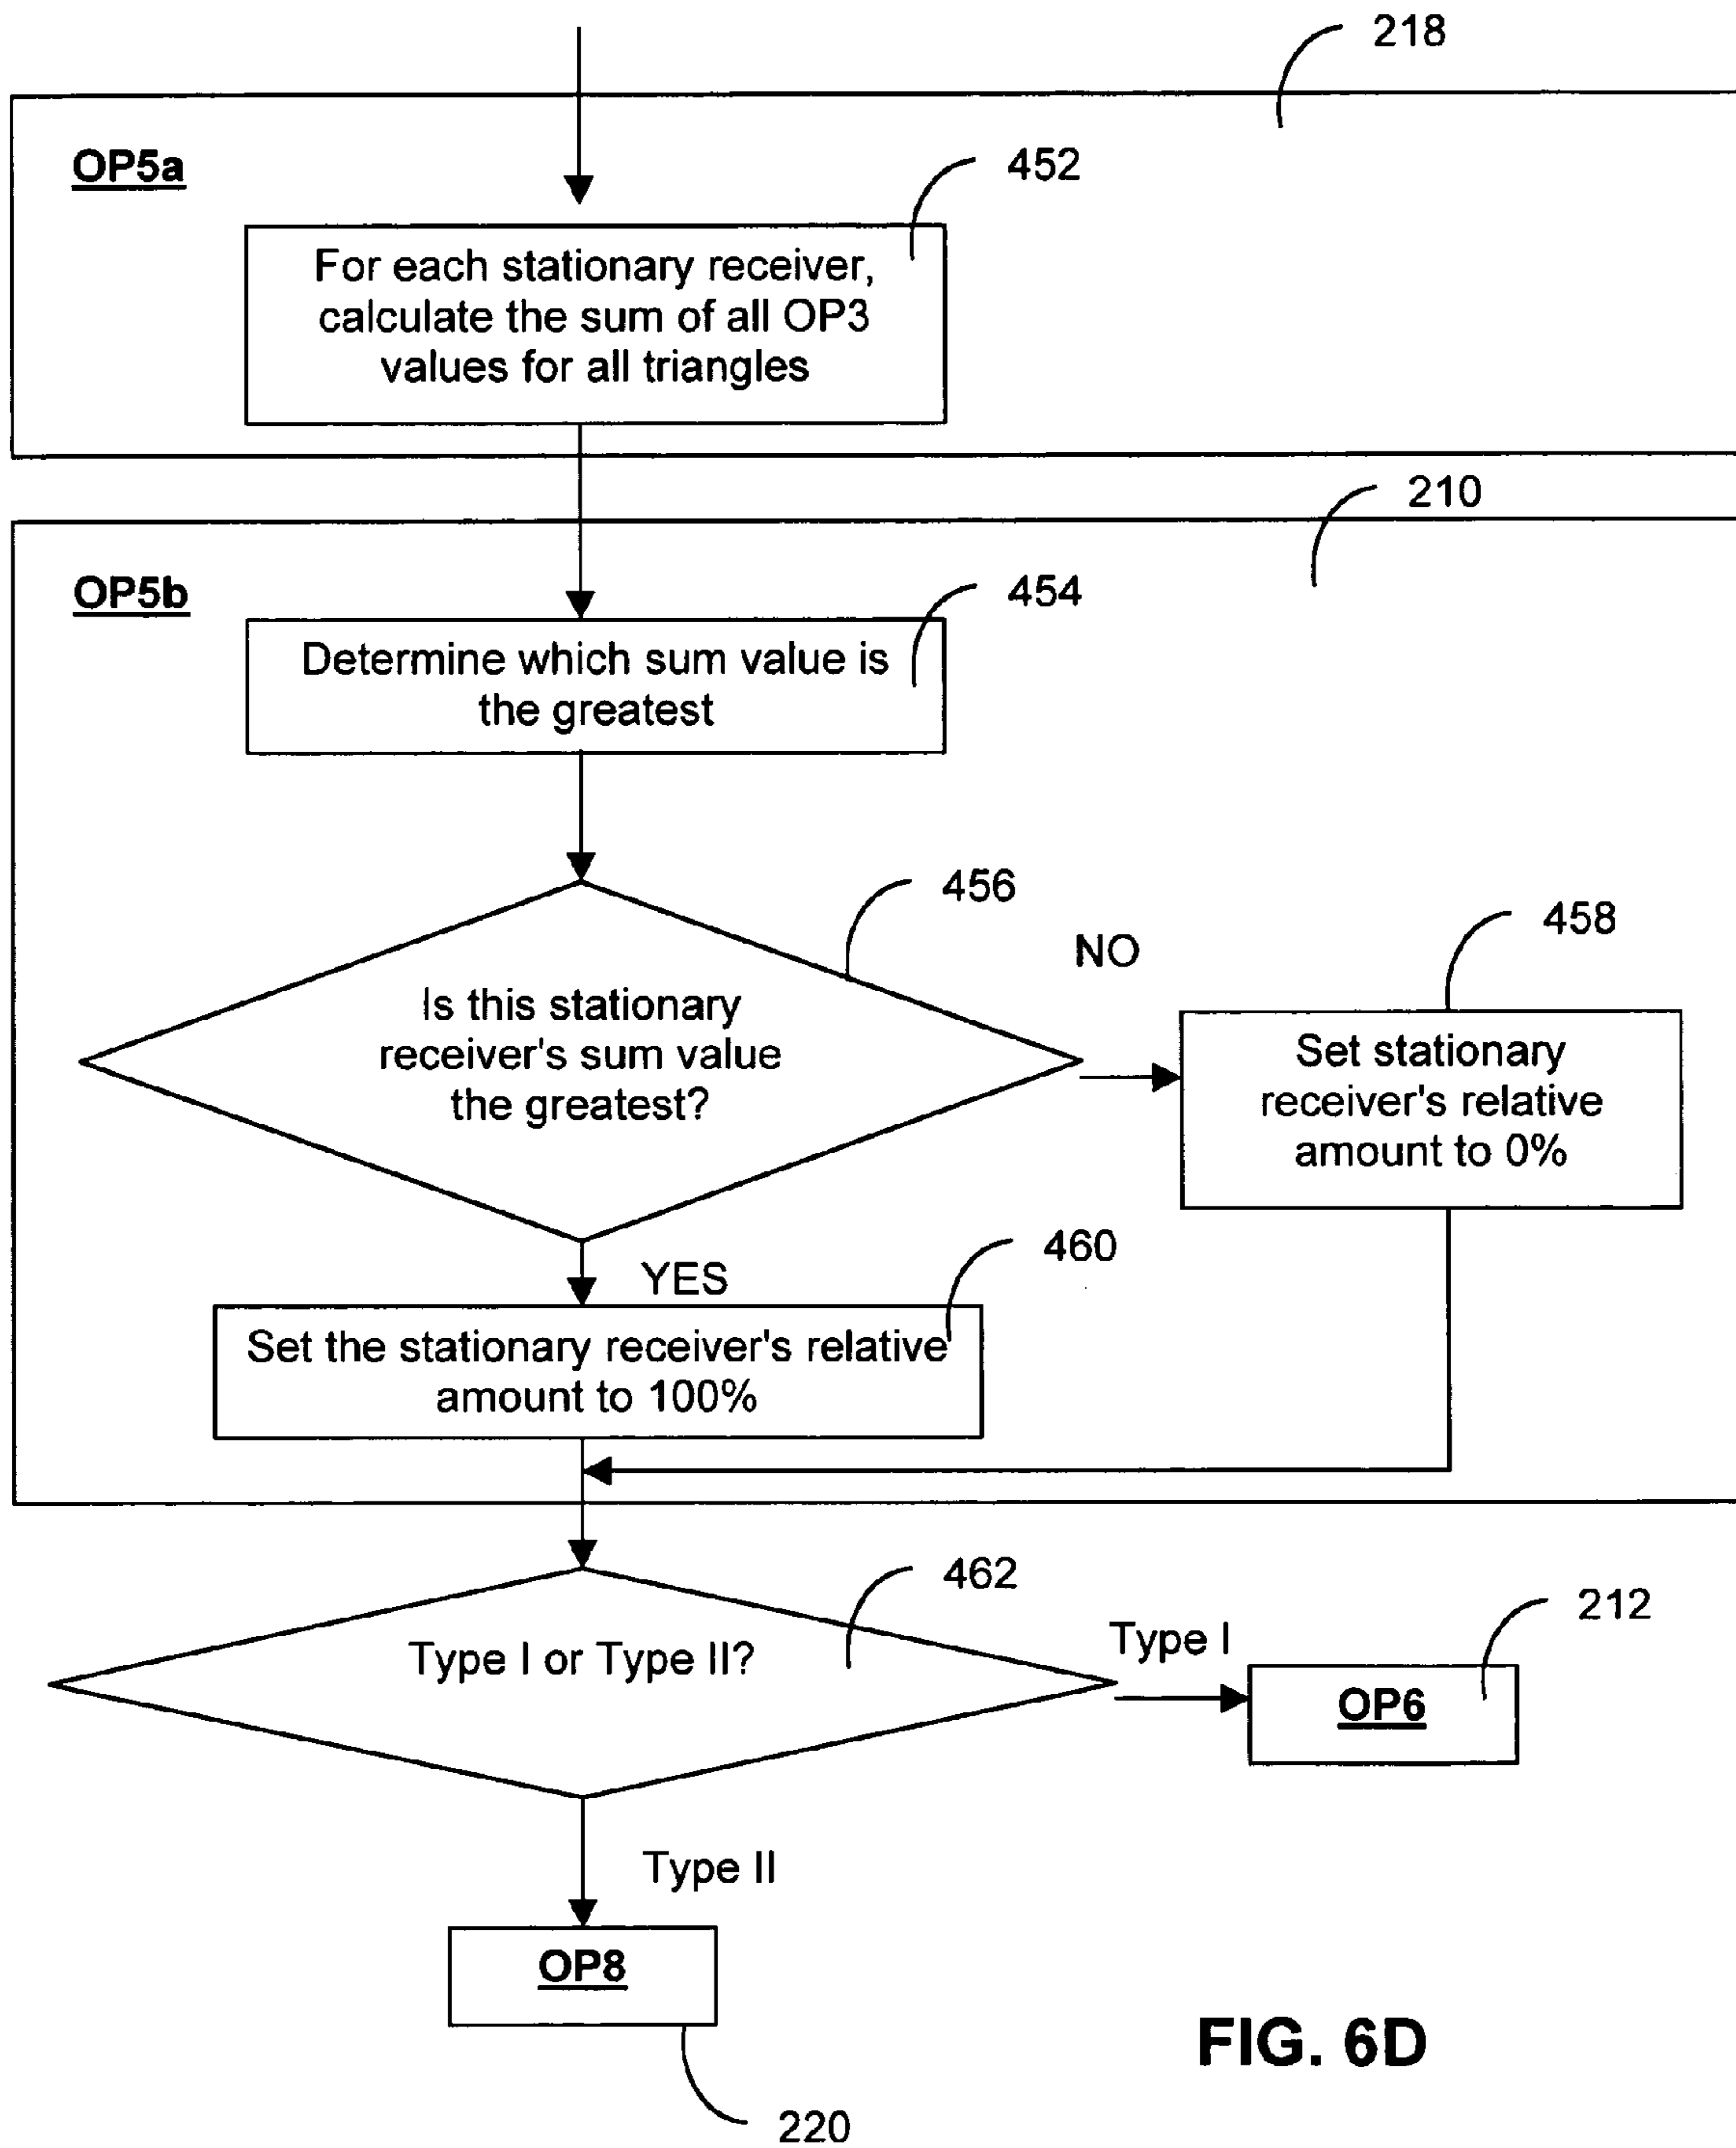 218
OP5a
452
For each stationary receiver,
calculate the sum of all OP3
values for all triangles
210
OP5b
454
Determine which sum value is
the greatest
456
NO
458
Is this stationary
receiver's sum value
the greatest?
Set stationary
receiver's relative
amount to 0%
460
YES
Set the stationary receiver's relative
amount to 100%
462
Type I or Type II?
Type I
212
OP6
Type II
OP8
FIG. 6D
220